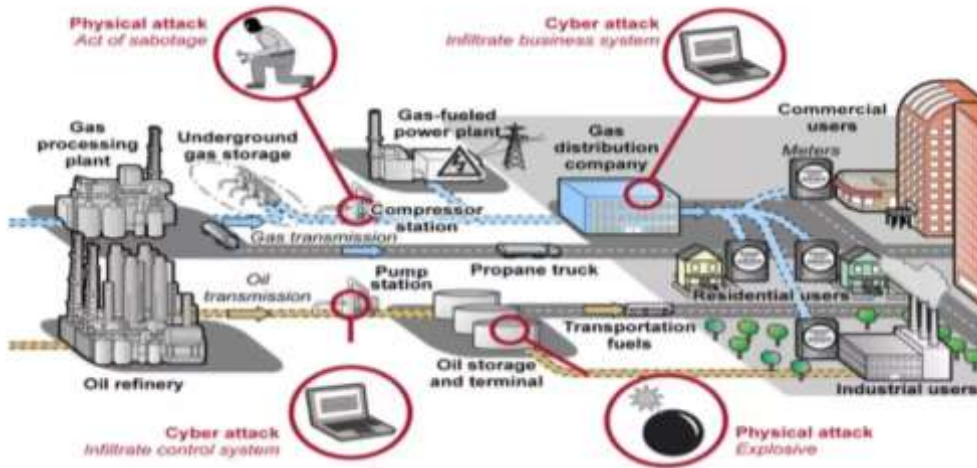 Physical attack
Act of sabotage
Cyber attack
Infiltrate business system
Commercial
users
Gas
processing
plant
Underground
gas storage
Gas-fueled
power plant
Gas
distribution
company
Meters
Compressor
station
Gas transmission
Propane truck
Oil
transmission
Pump
station
Residential users
Transportation
fuels
Oil refinery
Oil storage
and terminal
Industrial users
Cyber attack
Infiltrate control system
Physical attack
Explosive